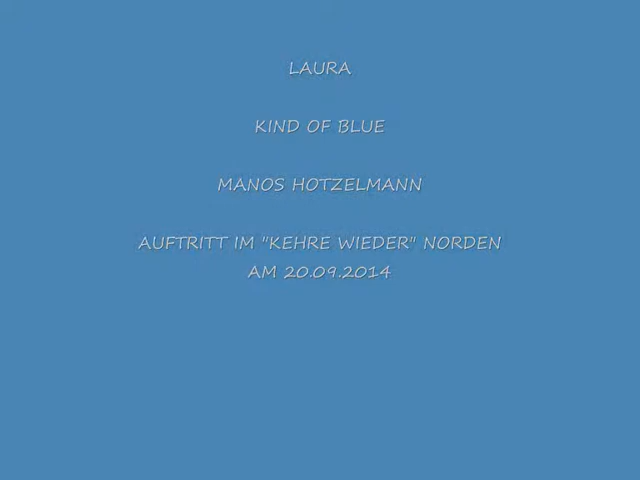 LAURA
KIND OF BLUE
MANOS HOTZELMANN
AUFTRITT IM "KEHRE WIEDER" NORDEN
AM 20.09.2014